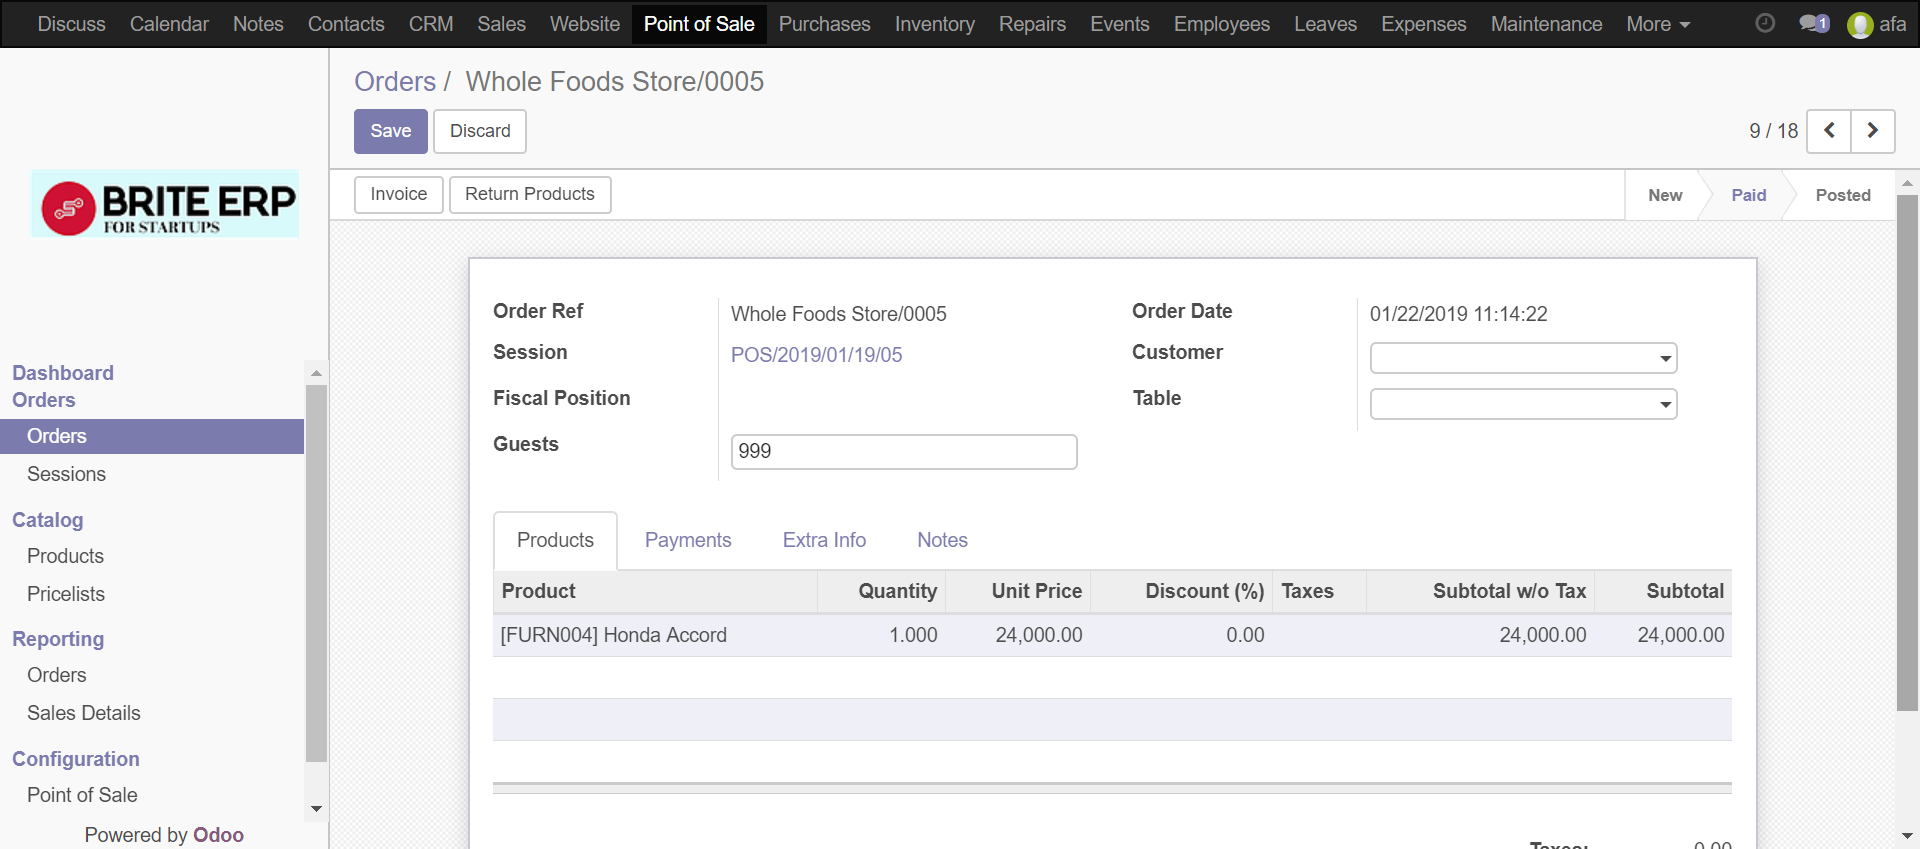 Discuss Calendar Notes Contacts CRM Sales Website Point of Sale Purchases Inventory Repairs Events Employees Leaves Expenses Maintenance More 1 afa
Orders / Whole Foods Store/0005
Save Discard
9 / 18
Invoice Return Products
New Paid Posted
BRITE ERP
FOR STARTUPS
Dashboard
Orders
Orders
Sessions
Catalog
Products
Pricelists
Reporting
Orders
Sales Details
Configuration
Point of Sale
Powered by Odoo
Order Ref Whole Foods Store/0005
Session POS/2019/01/19/05
Fiscal Position
Guests 999
Order Date 01/22/2019 11:14:22
Customer
Table
Products Payments Extra Info Notes
Product Quantity Unit Price Discount (%) Taxes Subtotal w/o Tax Subtotal
[FURN004] Honda Accord 1.000 24,000.00 0.00 24,000.00 24,000.00
Taxes: 0.00